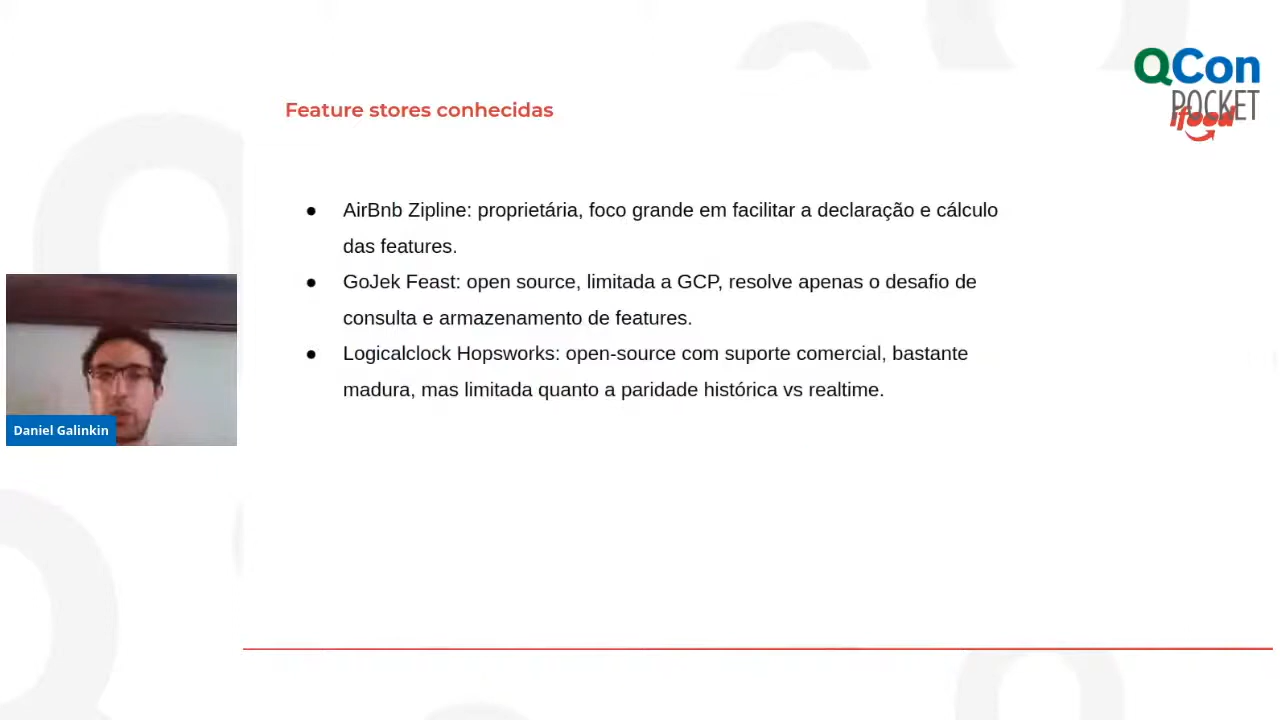 QCon
POCKET
ifood
Feature stores conhecidas
● AirBnb Zipline: proprietária, foco grande em facilitar a declaração e cálculo
das features.
● GoJek Feast: open source, limitada a GCP, resolve apenas o desafio de
consulta e armazenamento de features.
● Logicalclock Hopsworks: open-source com suporte comercial, bastante
madura, mas limitada quanto a paridade histórica vs realtime.
Daniel Galinkin